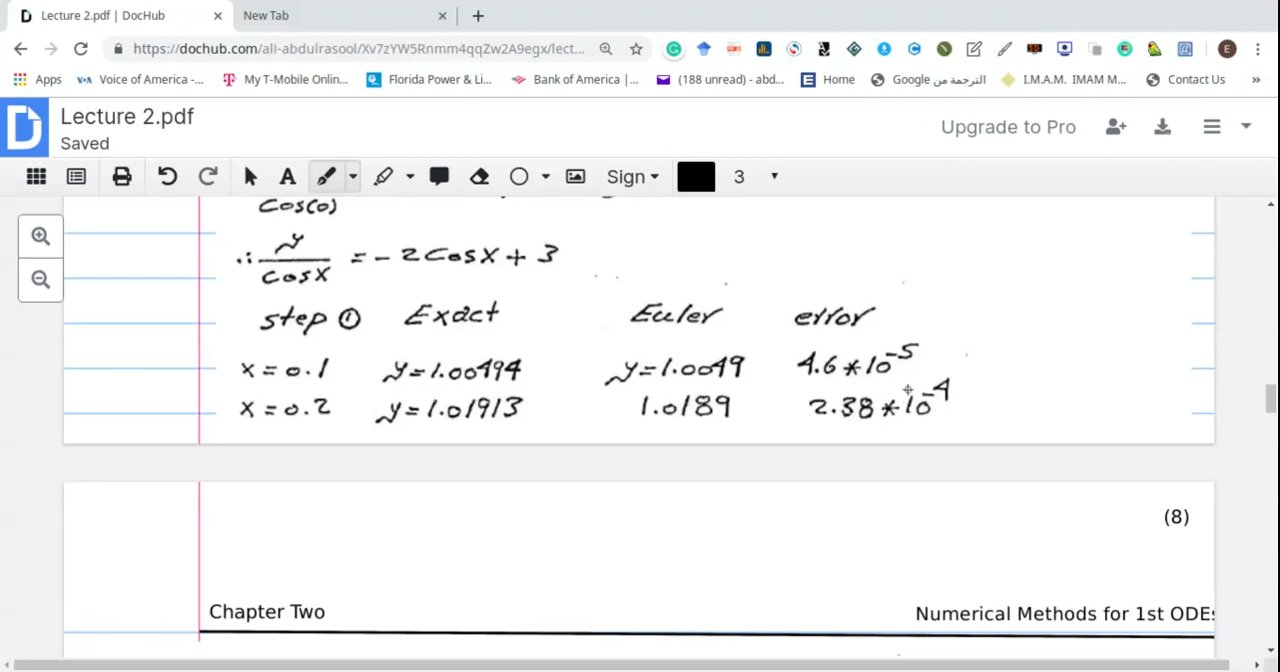 Lecture 2.pdf | DocHub
New Tab
https://dochub.com/ali-abdulrasool/Xv7zYW5Rnmm4qqZw2A9egx/lect...
E
Apps
V∙A Voice of America -...
My T-Mobile Onlin...
Florida Power & Li...
Bank of America |...
(188 unread) - abd...
Home
الترجمة من Google
I.M.A.M. IMAM M...
Contact Us
»
Lecture 2.pdf
Saved
Upgrade to Pro
A
Sign
3
Cos(0)
∴ y/cosx = - 2 Cosx + 3
step ① Exact Euler error
x = 0.1 y = 1.00494 y = 1.0049 4.6 * 10^-5
x = 0.2 y = 1.01913 1.0189 2.38 * 10^-4
(8)
Chapter Two
Numerical Methods for 1st ODEs